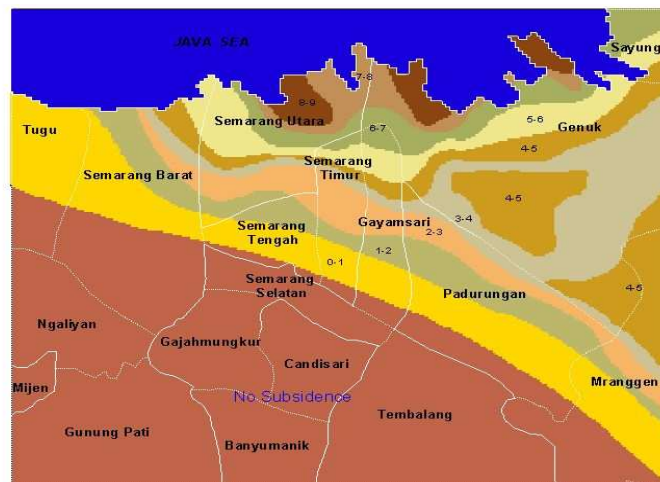 JAVA SEA
Sayung
7-8
8-9
Semarang Utara
6-7
5-6
Genuk
Tugu
4-5
Semarang Barat
Semarang
Timur
4-5
3-4
Gayamsari
Semarang
Tengah
2-3
1-2
0-1
Semarang
Selatan
Padurungan
4-5
Ngaliyan
Gajahmungkur
Candisari
Mijen
No Subsidence
Mranggen
Tembalang
Gunung Pati
Banyumanik